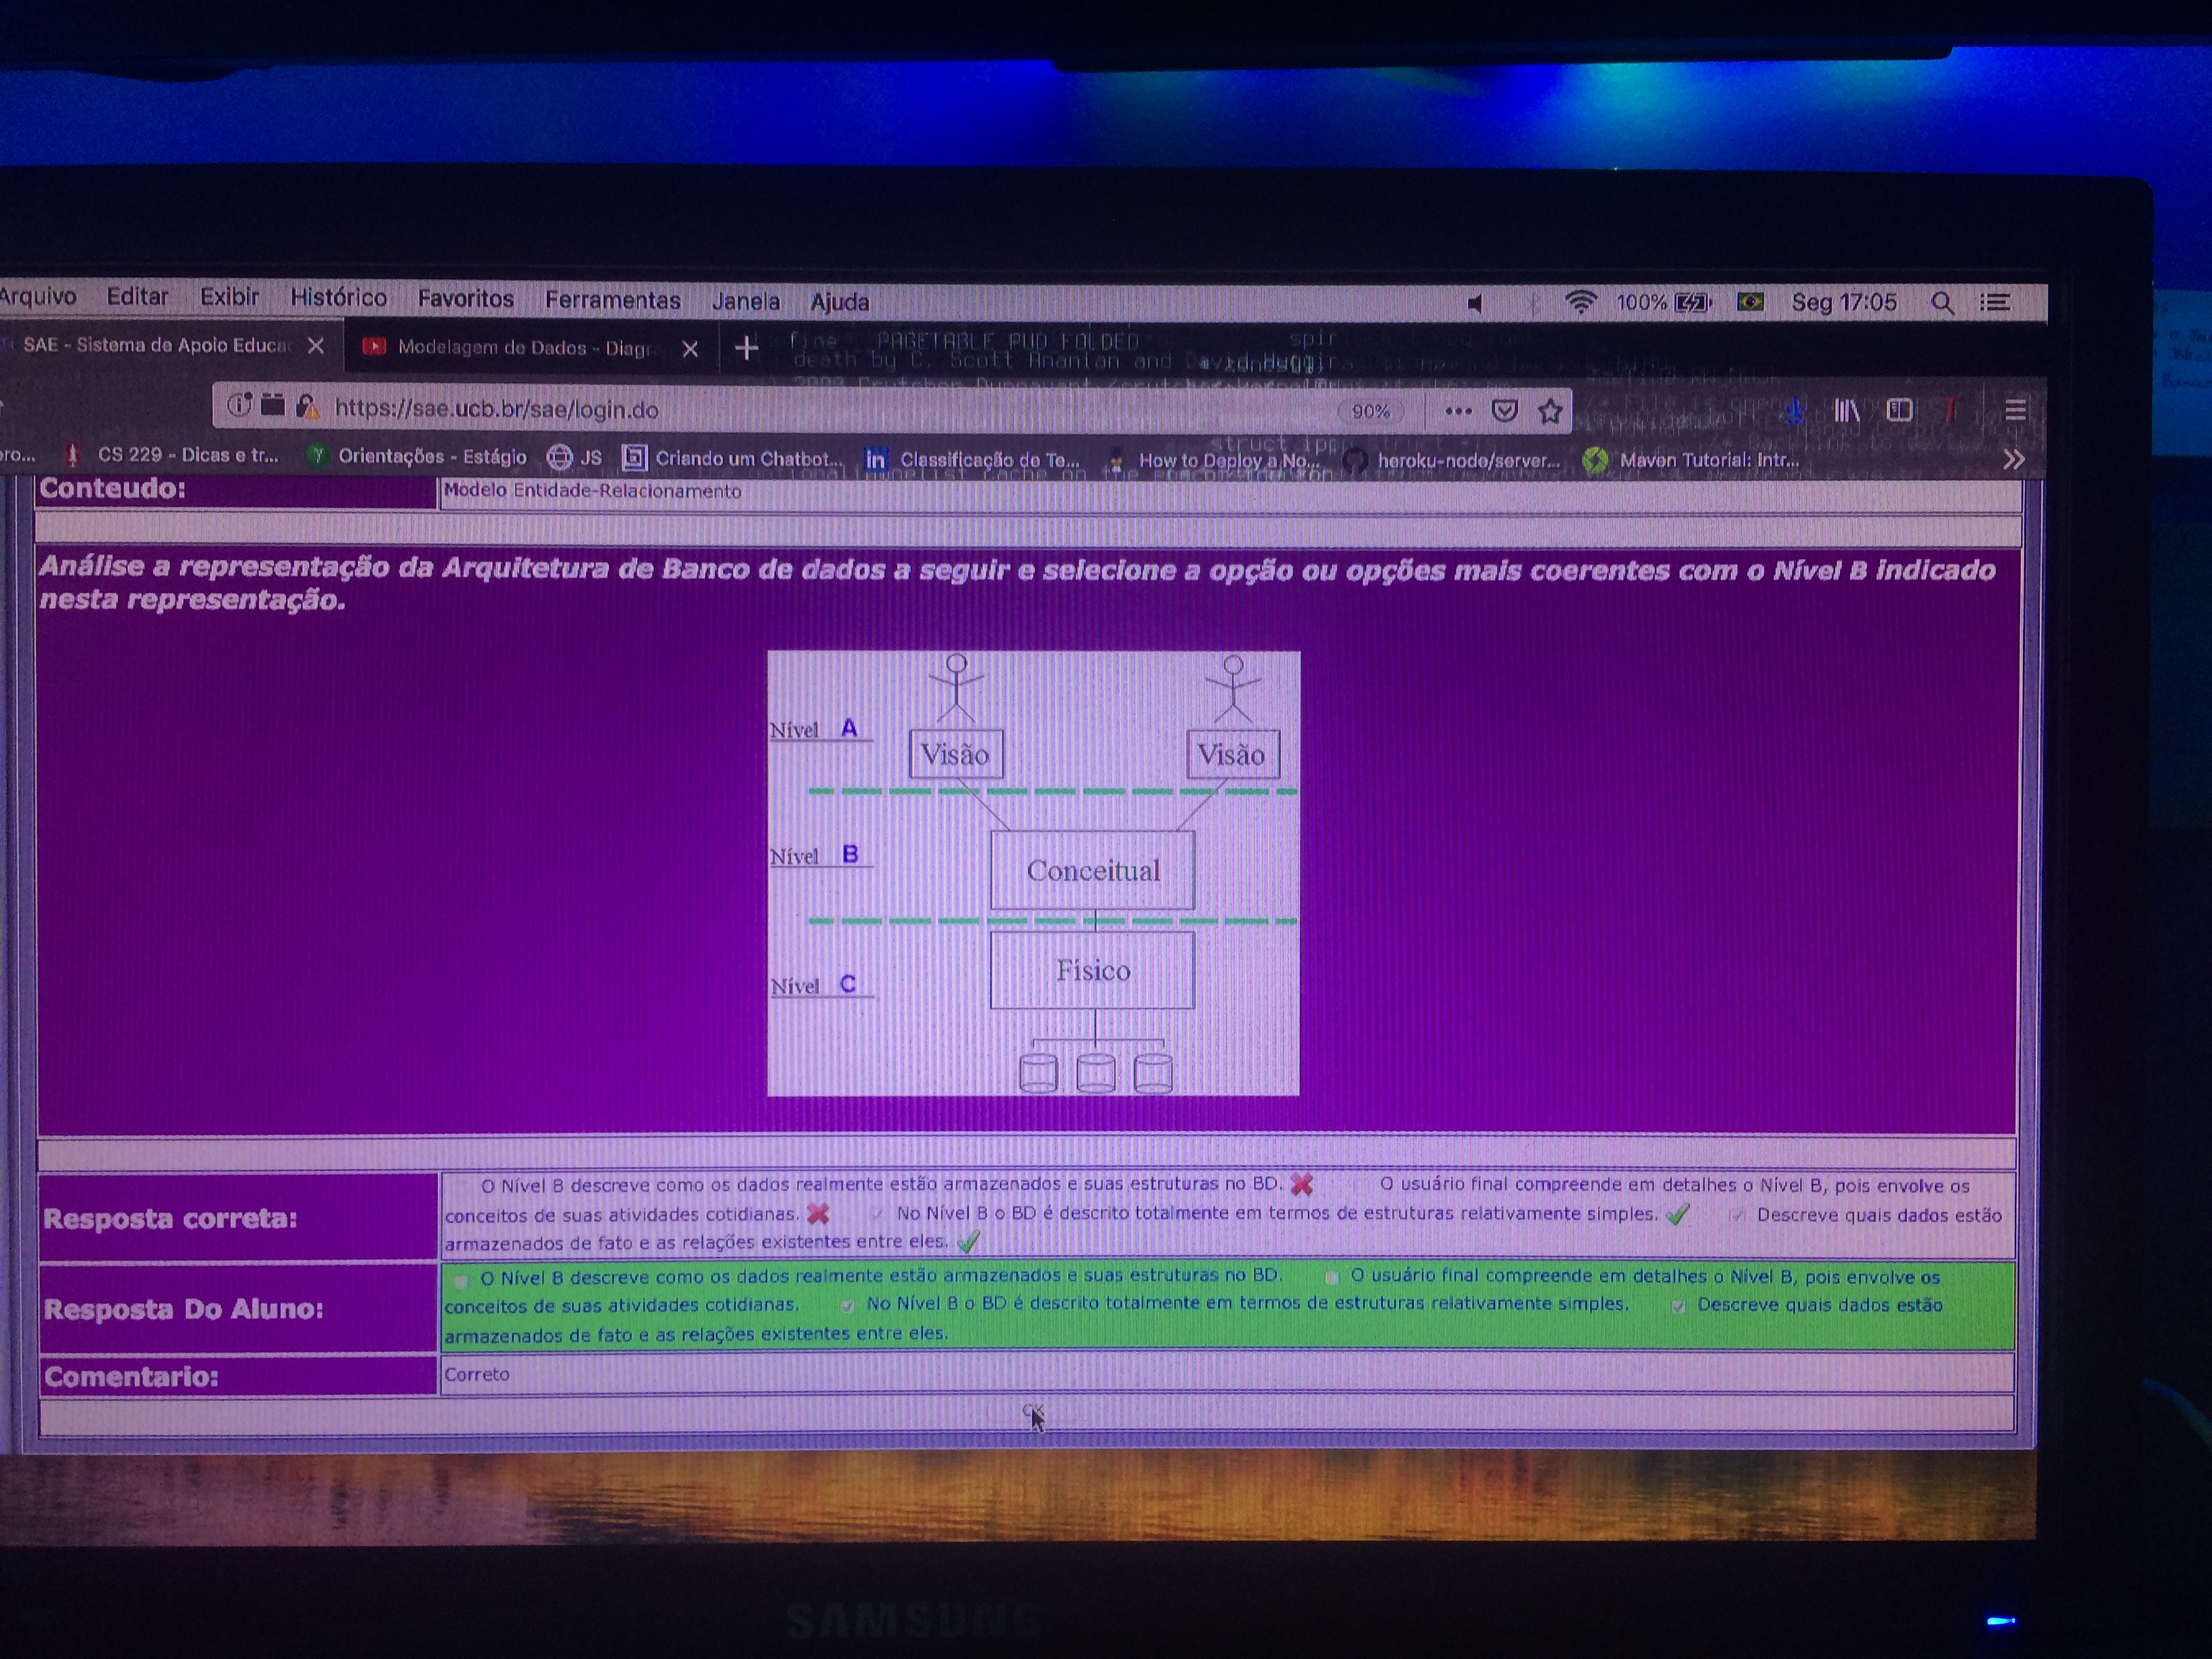 Arquivo Editar Exibir Histórico Favoritos Ferramentas Janela Ajuda 100% Seg 17:05
SAE - Sistema de Apoio Educa Modelagem de Dados - Diagr
fine PAGETABLE_PUD_FOLDED
death by C. Scott Ananian and
https://sae.ucb.br/sae/login.do 90%
CS 229 - Dicas e tr... Orientações - Estágio JS Criando um Chatbot... Classificação de Te... How to Deploy a No... heroku-node/server... Maven Tutorial: Intr...
Conteudo: Modelo Entidade-Relacionamento
Análise a representação da Arquitetura de Banco de dados a seguir e selecione a opção ou opções mais coerentes com o Nível B indicado
nesta representação.
Nível A
Visão Visão
Nível B
Conceitual
Físico
Nível C
Resposta correta:
O Nível B descreve como os dados realmente estão armazenados e suas estruturas no BD. O usuário final compreende em detalhes o Nível B, pois envolve os
conceitos de suas atividades cotidianas. No Nível B o BD é descrito totalmente em termos de estruturas relativamente simples. Descreve quais dados estão
armazenados de fato e as relações existentes entre eles.
Resposta Do Aluno:
O Nível B descreve como os dados realmente estão armazenados e suas estruturas no BD. O usuário final compreende em detalhes o Nível B, pois envolve os
conceitos de suas atividades cotidianas. No Nível B o BD é descrito totalmente em termos de estruturas relativamente simples. Descreve quais dados estão
armazenados de fato e as relações existentes entre eles.
Comentario: Correto
SAMSUNG